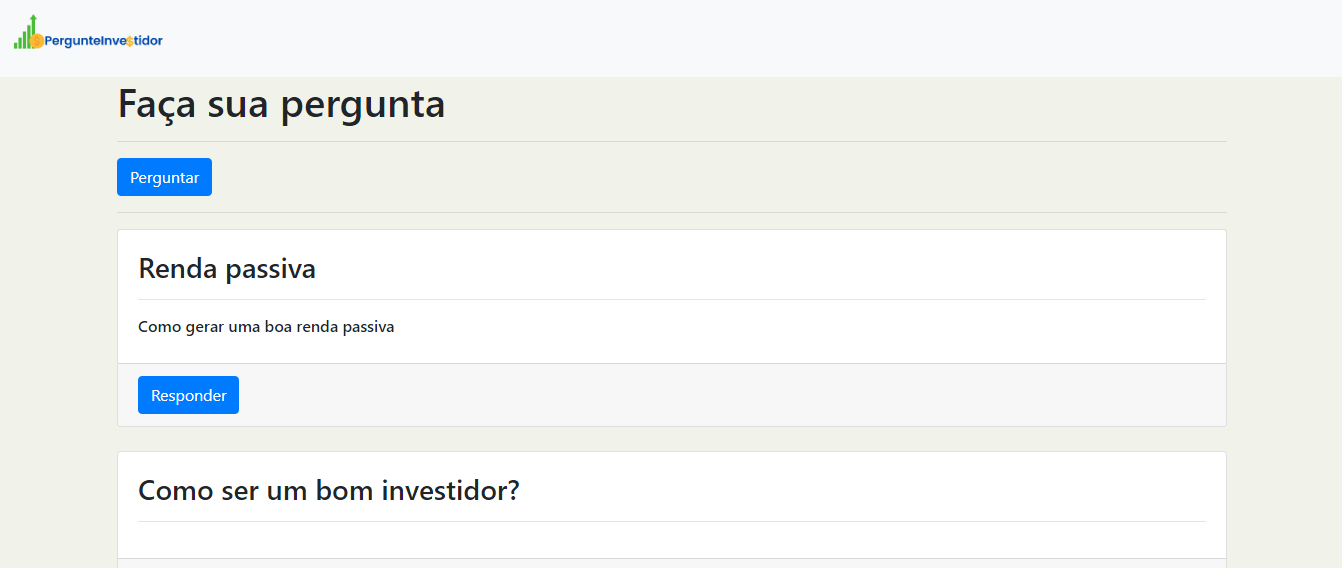 PergunteInve$tidor
Faça sua pergunta
Perguntar
Renda passiva
Como gerar uma boa renda passiva
Responder
Como ser um bom investidor?